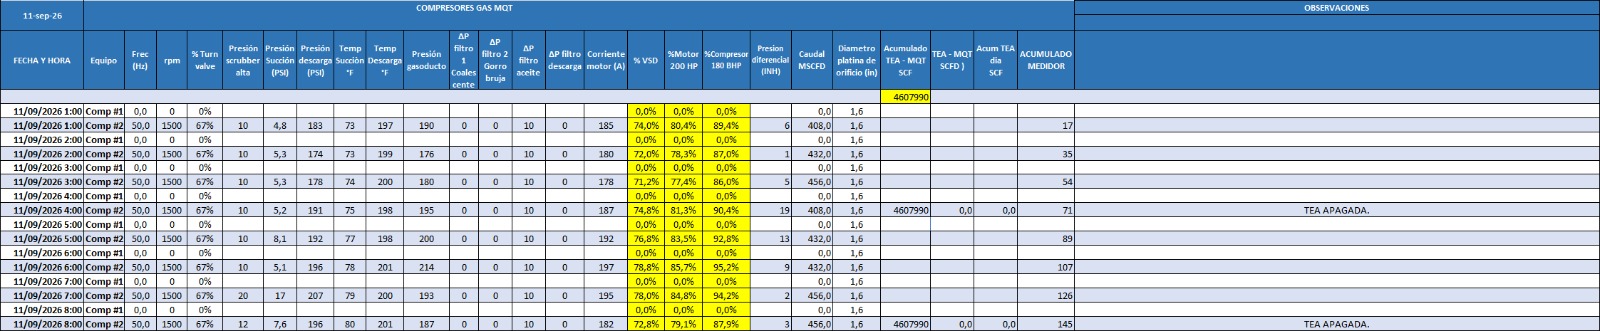 11-sep-26 COMPRESORES GAS MQT OBSERVACIONES
FECHA Y HORA Equipo Frec (Hz) rpm % Turn valve Presión scrubber alta Presión Succión (PSI) Presión descarga (PSI) Temp Succión °F Temp Descarga °F Presión gasoducto ΔP filtro 1 Coales cente ΔP filtro 2 Gorro bruja ΔP filtro aceite ΔP filtro descarga Corriente motor (A) % VSD %Motor 200 HP %Compresor 180 BHP Presion diferencial (INH) Caudal MSCFD Diametro platina de orificio (in) Acumulado TEA - MQT SCF TEA - MQT SCFD ) Acum TEA dia SCF ACUMULADO MEDIDOR
4607990
11/09/2026 1:00 Comp #1 0,0 0 0% 0,0% 0,0% 0,0% 0,0 1,6
11/09/2026 1:00 Comp #2 50,0 1500 67% 10 4,8 183 73 197 190 0 0 10 0 185 74,0% 80,4% 89,4% 6 408,0 1,6 17
11/09/2026 2:00 Comp #1 0,0 0 0% 0,0% 0,0% 0,0% 0,0 1,6
11/09/2026 2:00 Comp #2 50,0 1500 67% 10 5,3 174 73 199 176 0 0 10 0 180 72,0% 78,3% 87,0% 1 432,0 1,6 35
11/09/2026 3:00 Comp #1 0,0 0 0% 0,0% 0,0% 0,0% 0,0 1,6
11/09/2026 3:00 Comp #2 50,0 1500 67% 10 5,3 178 74 200 180 0 0 10 0 178 71,2% 77,4% 86,0% 5 456,0 1,6 54
11/09/2026 4:00 Comp #1 0,0 0 0% 0,0% 0,0% 0,0% 0,0 1,6
11/09/2026 4:00 Comp #2 50,0 1500 67% 10 5,2 191 75 198 195 0 0 10 0 187 74,8% 81,3% 90,4% 19 408,0 1,6 4607990 0,0 0,0 71 TEA APAGADA.
11/09/2026 5:00 Comp #1 0,0 0 0% 0,0% 0,0% 0,0% 0,0 1,6
11/09/2026 5:00 Comp #2 50,0 1500 67% 10 8,1 192 77 198 200 0 0 10 0 192 76,8% 83,5% 92,8% 13 432,0 1,6 89
11/09/2026 6:00 Comp #1 0,0 0 0% 0,0% 0,0% 0,0% 0,0 1,6
11/09/2026 6:00 Comp #2 50,0 1500 67% 10 5,1 196 78 201 214 0 0 10 0 197 78,8% 85,7% 95,2% 9 432,0 1,6 107
11/09/2026 7:00 Comp #1 0,0 0 0% 0,0% 0,0% 0,0% 0,0 1,6
11/09/2026 7:00 Comp #2 50,0 1500 67% 20 17 207 79 200 193 0 0 10 0 195 78,0% 84,8% 94,2% 2 456,0 1,6 126
11/09/2026 8:00 Comp #1 0,0 0 0% 0,0% 0,0% 0,0% 0,0 1,6
11/09/2026 8:00 Comp #2 50,0 1500 67% 12 7,6 196 80 201 187 0 0 10 0 182 72,8% 79,1% 87,9% 3 456,0 1,6 4607990 0,0 0,0 145 TEA APAGADA.